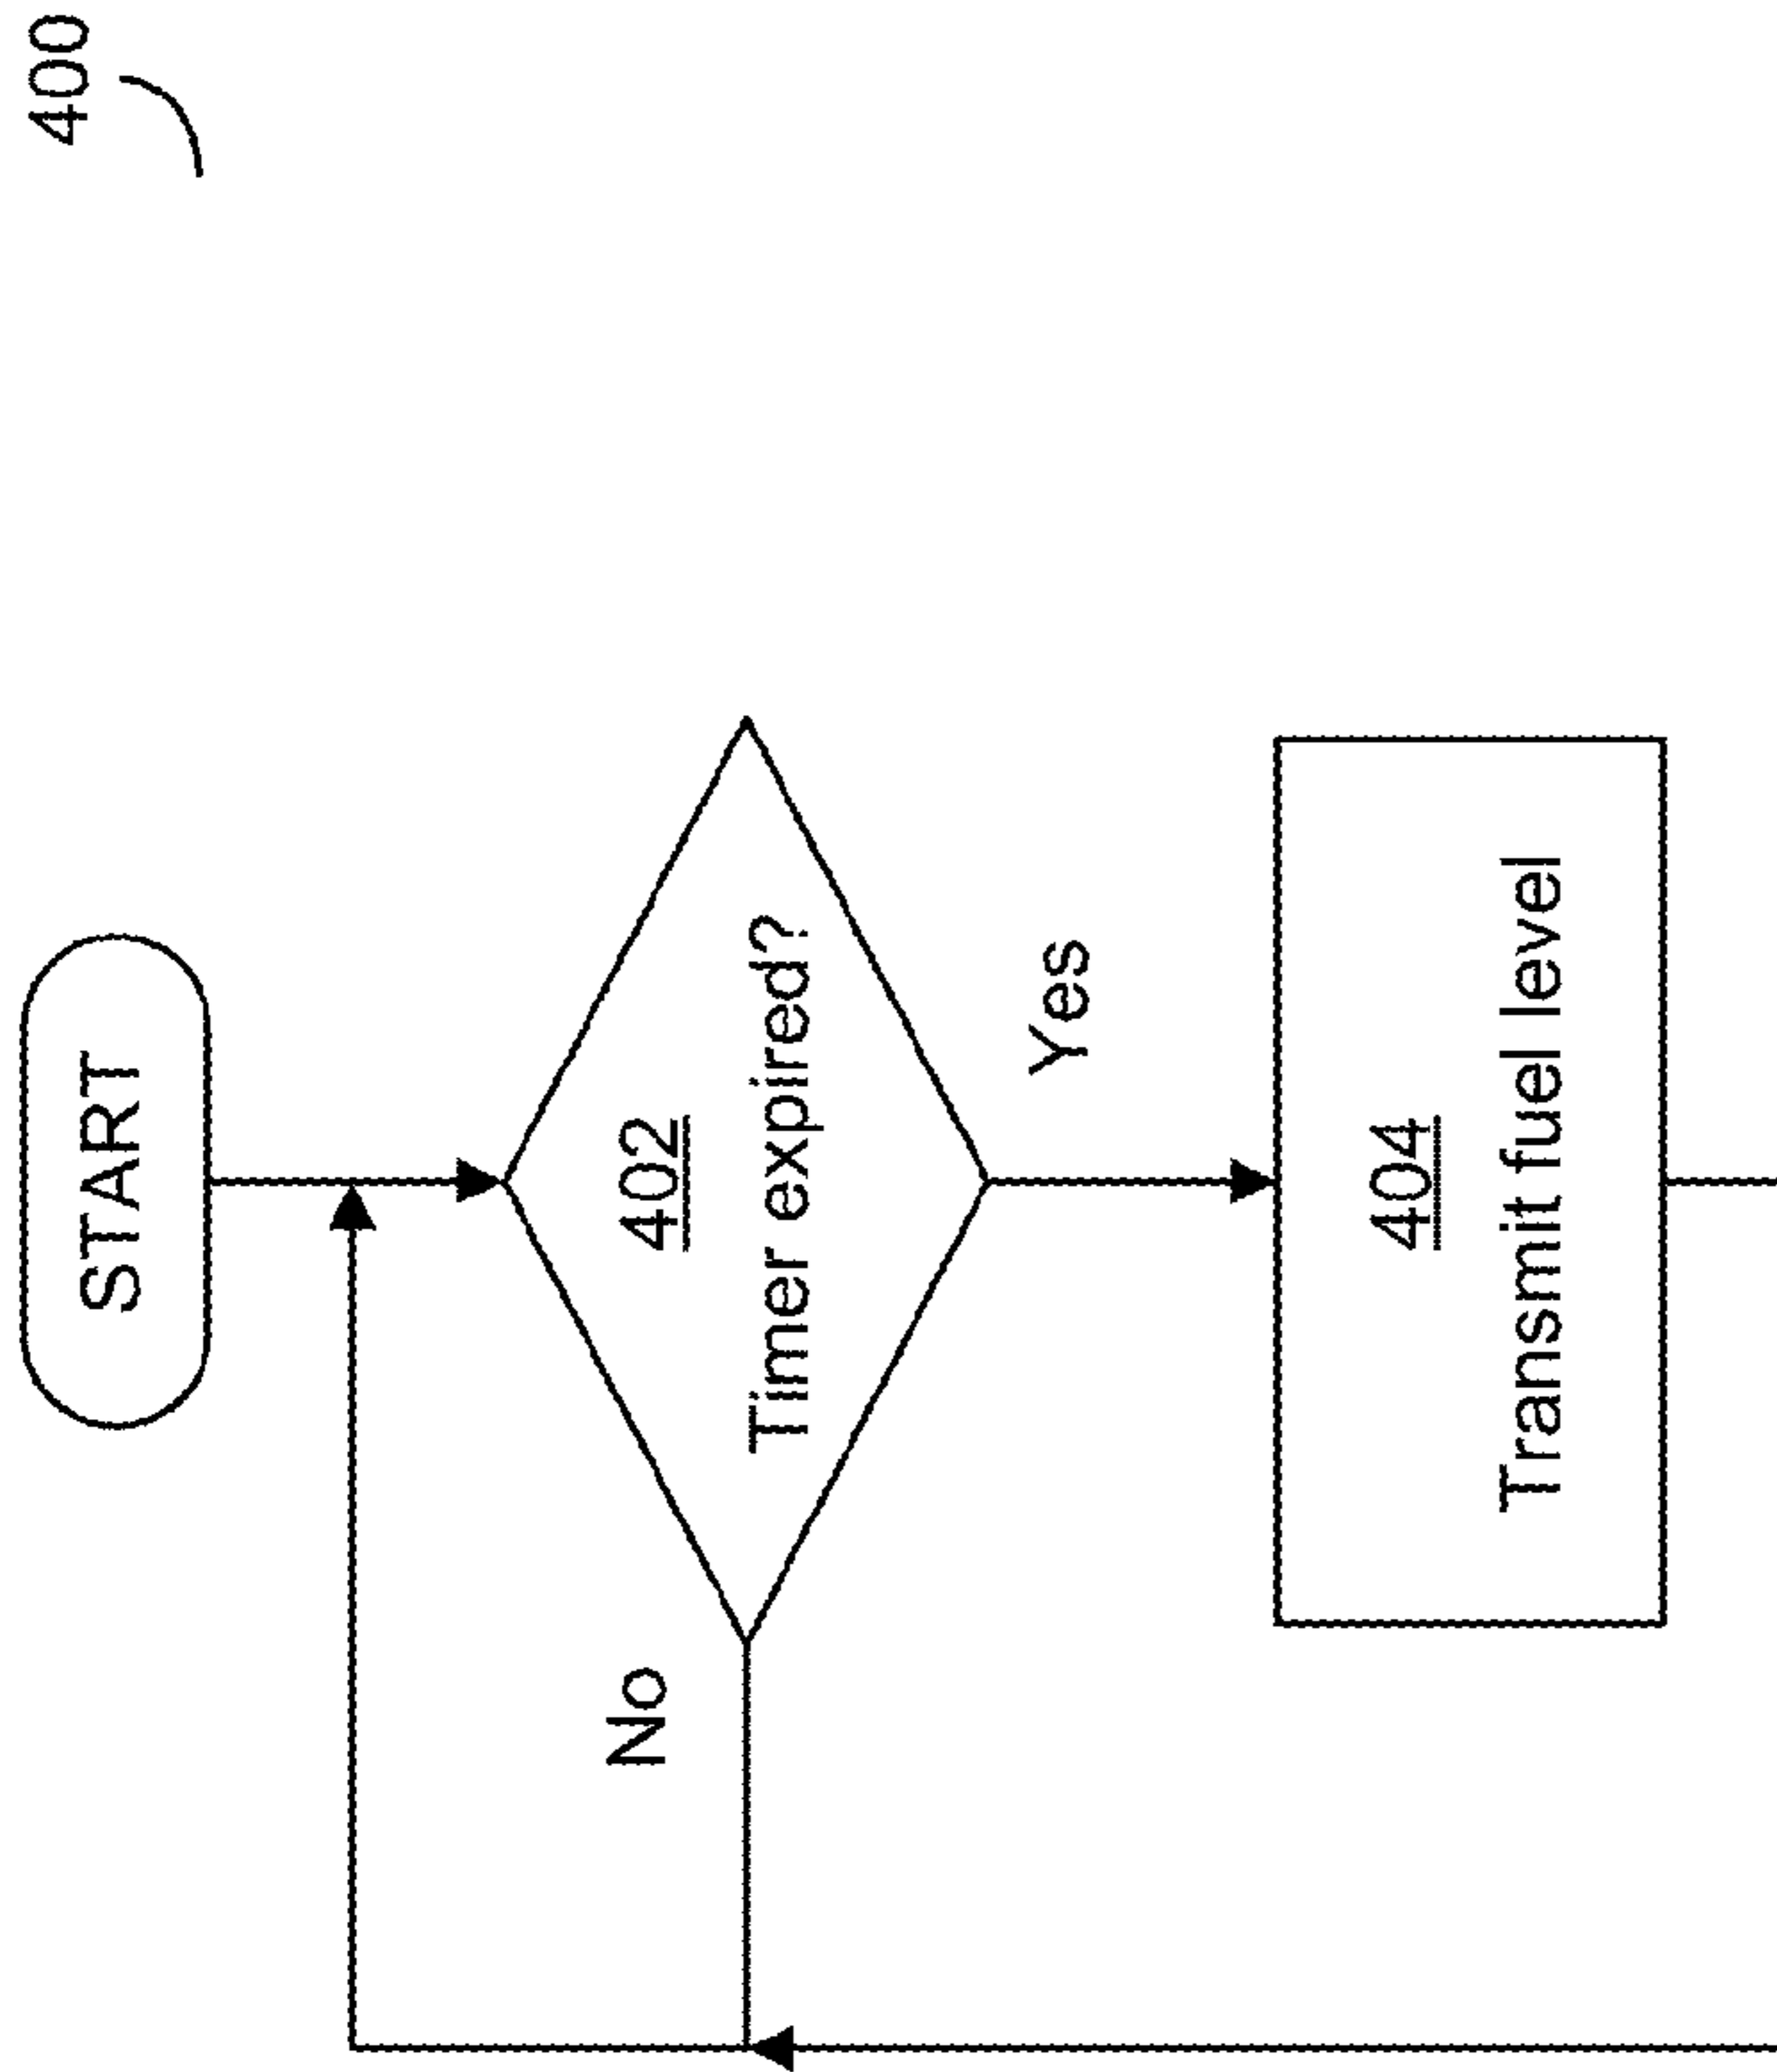 400
START
402
Timer expired?
No
Yes
404
Transmit fuel level